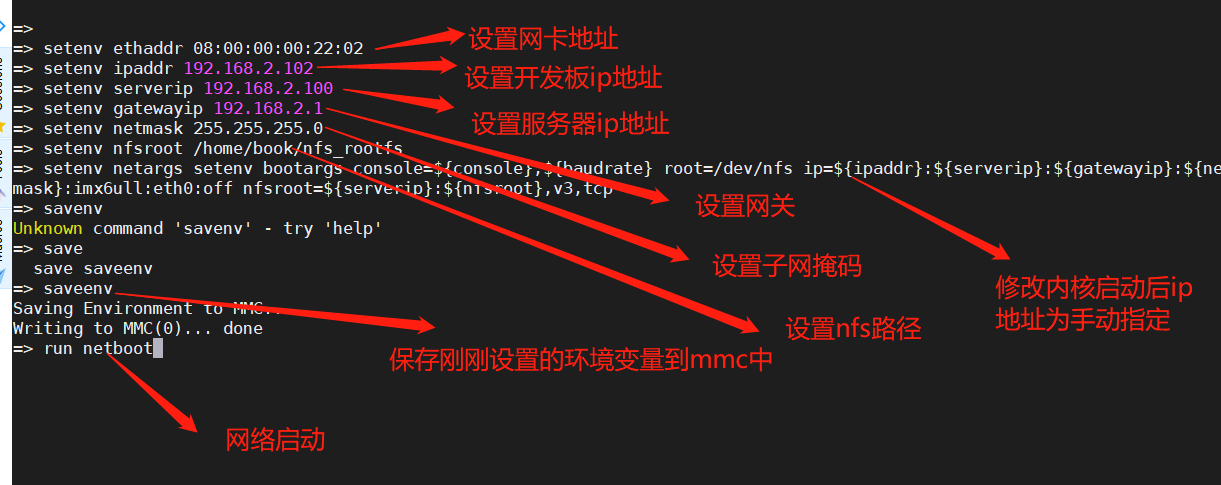 =>
=> setenv ethaddr 08:00:00:00:22:02
设置网卡地址
=> setenv ipaddr 192.168.2.102
设置开发板ip地址
=> setenv serverip 192.168.2.100
设置服务器ip地址
=> setenv gatewayip 192.168.2.1
=> setenv netmask 255.255.255.0
=> setenv nfsroot /home/book/nfs_rootfs
=> setenv netargs setenv bootargs console=${console},${baudrate} root=/dev/nfs ip=${ipaddr}:${serverip}:${gatewayip}:${ne
mask}:imx6ull:eth0:off nfsroot=${serverip}:${nfsroot},v3,tcp
设置网关
=> savenv
Unknown command 'savenv' - try 'help'
=> save
save saveenv
设置子网掩码
=> saveenv
修改内核启动后ip
地址为手动指定
Saving Environment to MMC...
Writing to MMC(0)... done
设置nfs路径
=> run netboot
保存刚刚设置的环境变量到mmc中
网络启动